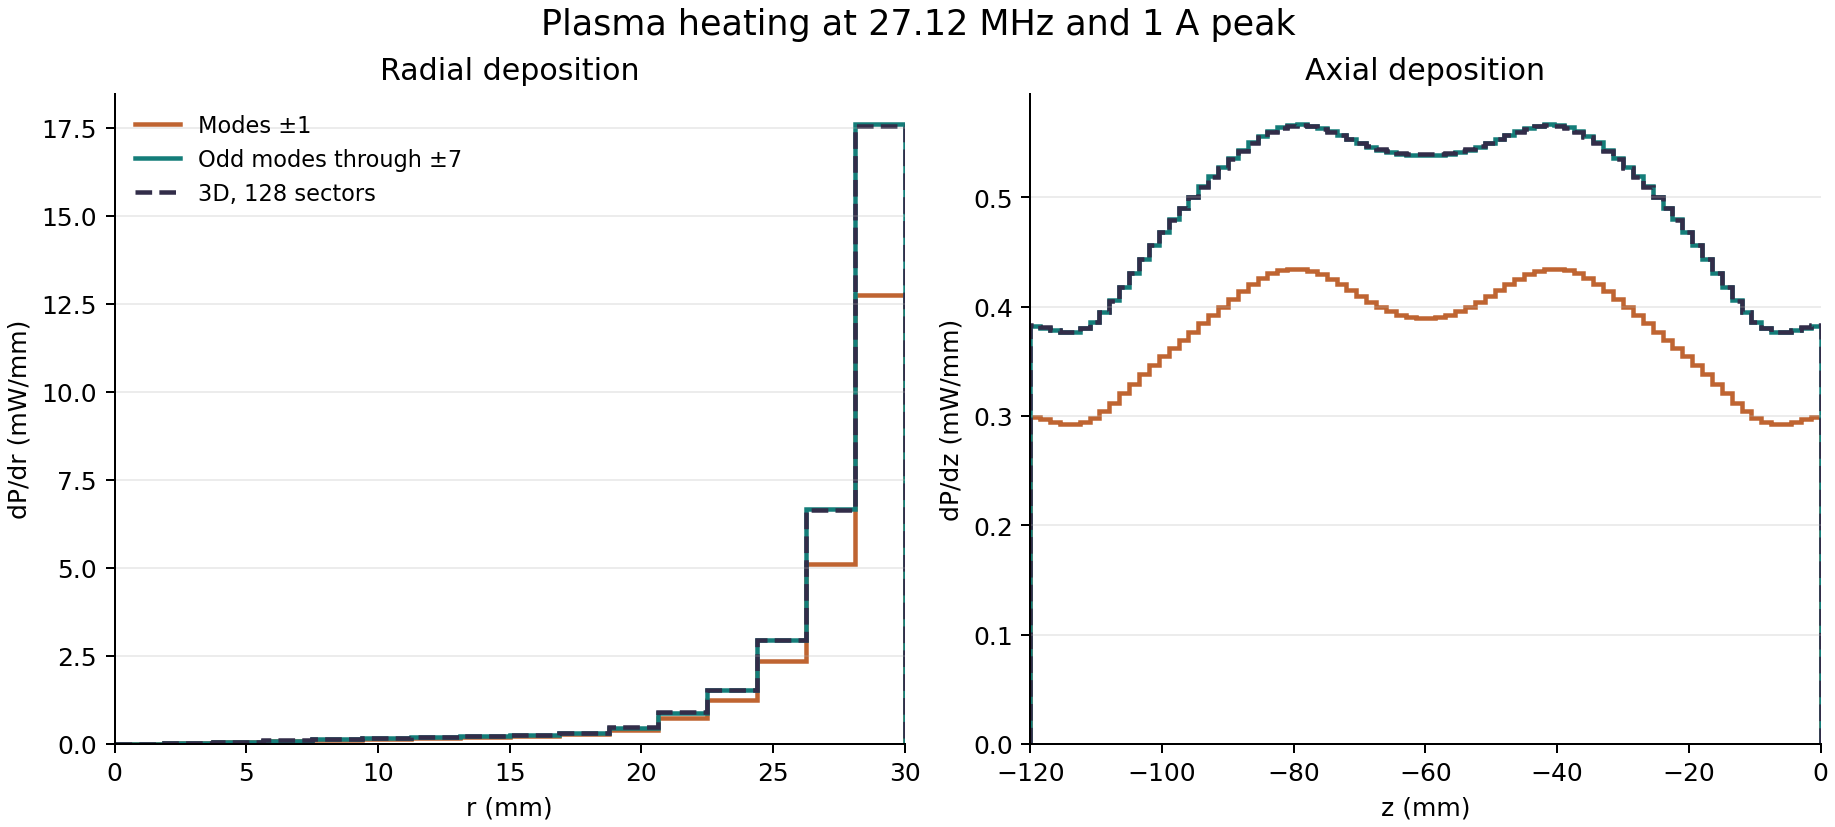 Plasma heating at 27.12 MHz and 1 A peak
Radial deposition
dP/dr (mW/mm)
17.5
15.0
12.5
10.0
7.5
5.0
2.5
0.0
Modes ±1
Odd modes through ±7
3D, 128 sectors
0 5 10 15 20 25 30
r (mm)
Axial deposition
dP/dz (mW/mm)
0.5
0.4
0.3
0.2
0.1
0.0
−120 −100 −80 −60 −40 −20 0
z (mm)